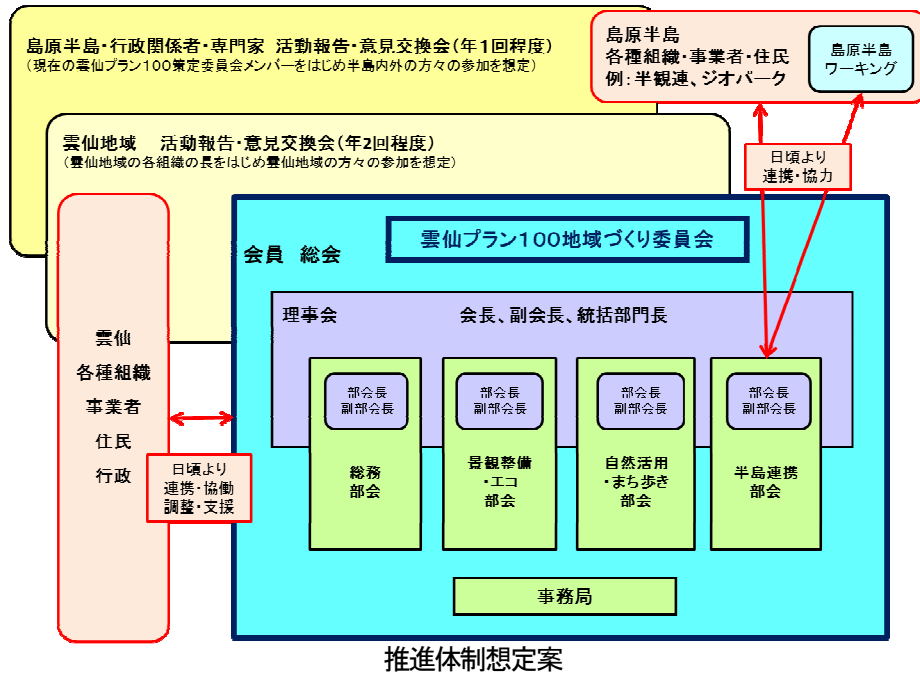 島原半島・行政関係者・専門家 活動報告・意見交換会(年1回程度)
(現在の雲仙プラン100策定委員会メンバーをはじめ半島内外の方々の参加を想定)
島原半島
各種組織・事業者・住民
例：半観連、ジオパーク
島原半島
ワーキング
雲仙地域 活動報告・意見交換会(年2回程度)
(雲仙地域の各組織の長をはじめ雲仙地域の方々の参加を想定)
日頃より
連携・協力
雲仙プラン100地域づくり委員会
会員 総会
理事会
会長、副会長、統括部門長
雲仙
各種組織
事業者
住民
行政
日頃より
連携・協働
調整・支援
部会長
副部会長
総務
部会
部会長
副部会長
景観整備
・エコ
部会
部会長
副部会長
自然活用
・まち歩き
部会
部会長
副部会長
半島連携
部会
事務局
推進体制想定案